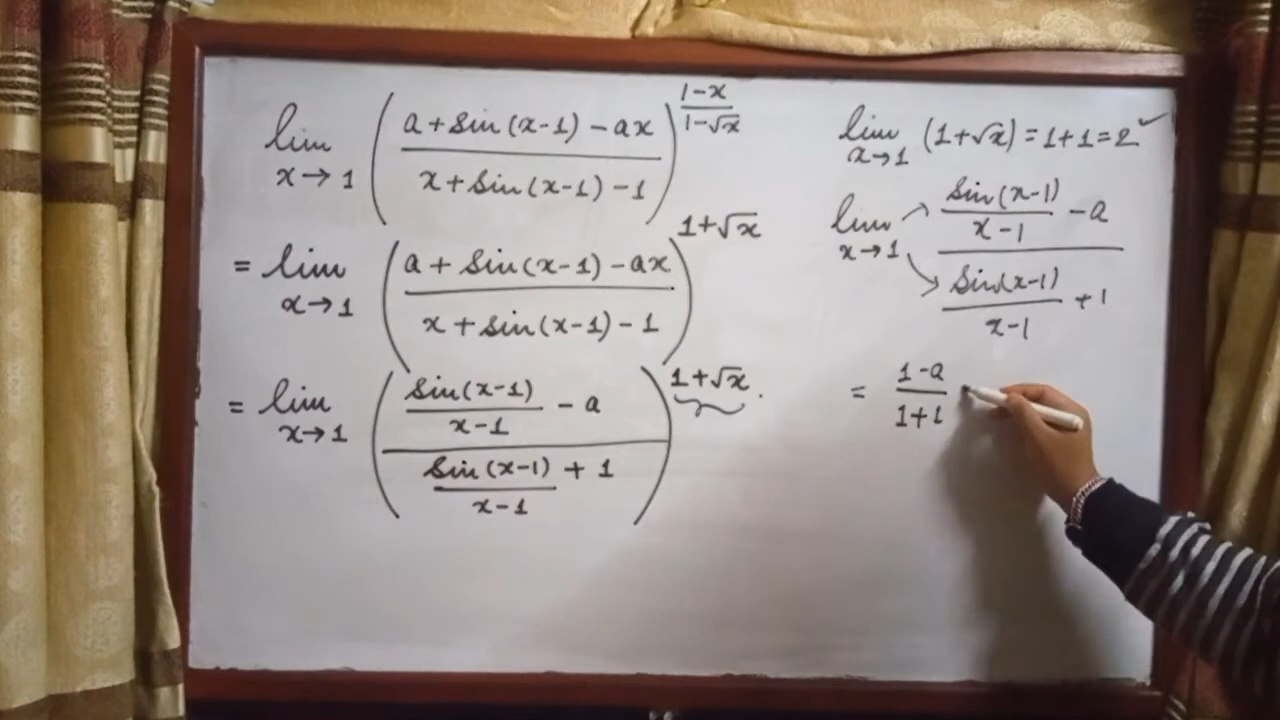 lim x→1 ( (a + sin(x-1) - ax) / (x + sin(x-1) - 1) )^((1-x)/(1-√x))
= lim x→1 ( (a + sin(x-1) - ax) / (x + sin(x-1) - 1) )^(1+√x)
= lim x→1 ( (sin(x-1)/(x-1) - a) / (sin(x-1)/(x-1) + 1) )^(1+√x) .
lim x→1 (1+√x) = 1+1 = 2 ✓
lim x→1 (sin(x-1)/(x-1) - a) / (sin(x-1)/(x-1) + 1)
= (1-a)/(1+1)